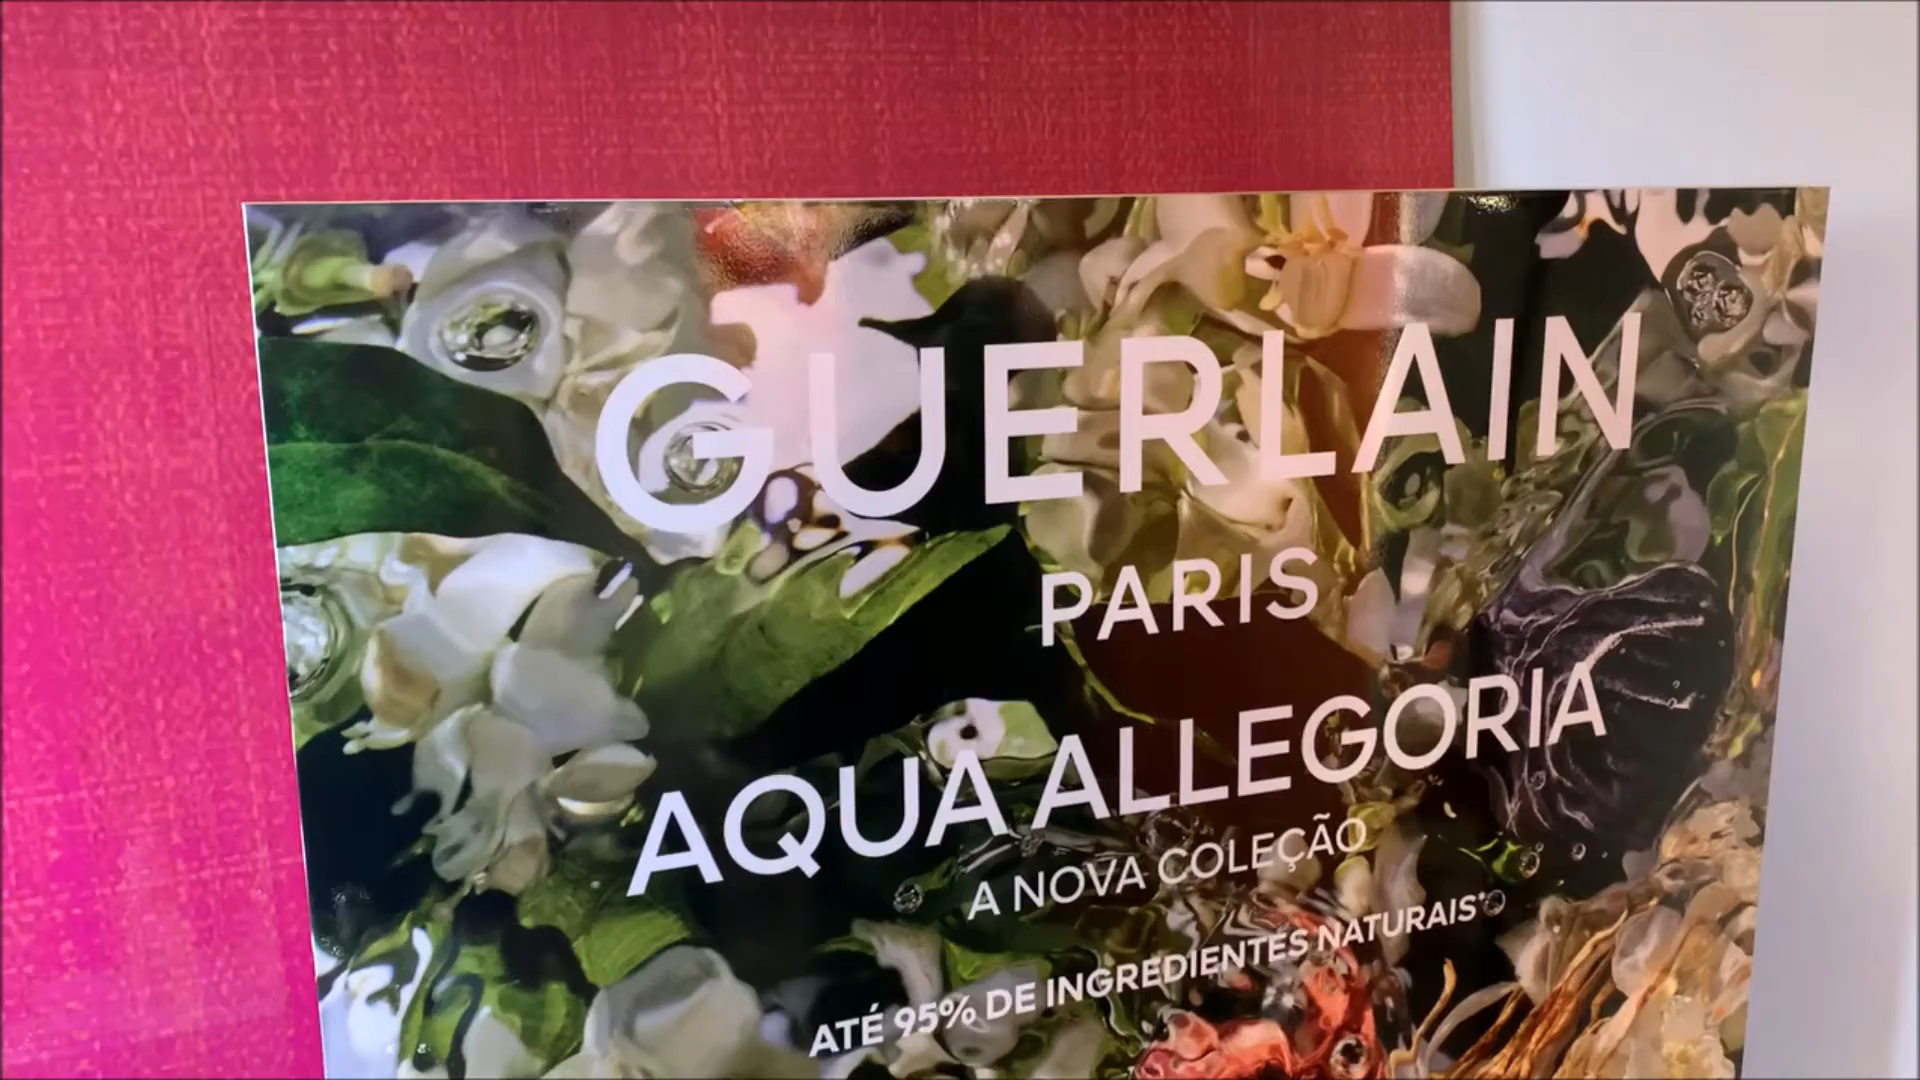 GUERLAIN
PARIS
AQUA ALLEGORIA
A NOVA COLEÇÃO
ATÉ 95% DE INGREDIENTES NATURAIS*